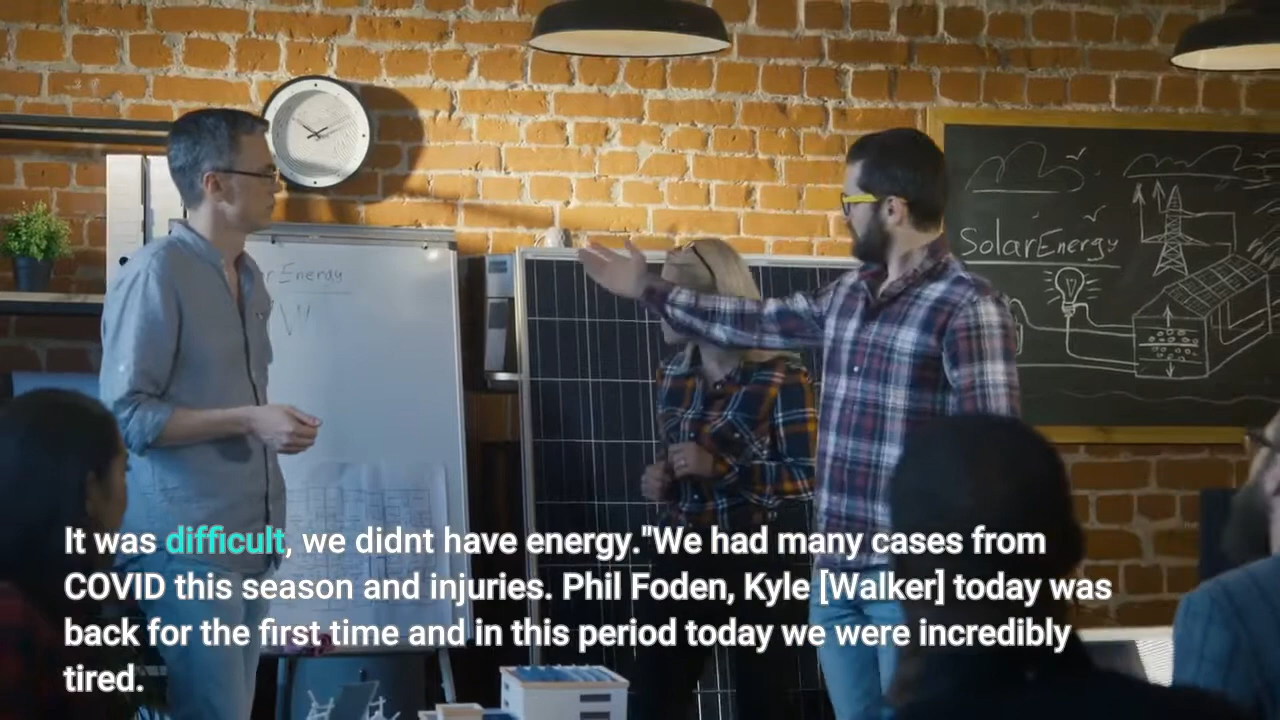 ar Energy
SolarEnergy
It was difficult, we didnt have energy."We had many cases from
COVID this season and injuries. Phil Foden, Kyle [Walker] today was
back for the first time and in this period today we were incredibly
tired.